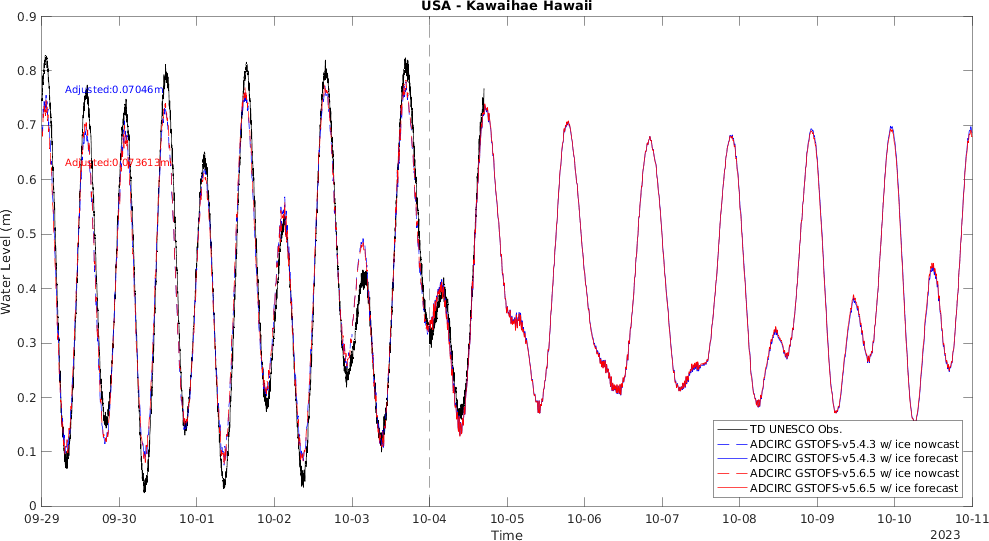 USA - Kawaihae Hawaii
0.9
0.8
0.7
0.6
0.5
0.4
0.3
0.2
0.1
0
Water Level (m)
Adjusted:0.07046m
Adjusted:0.073613m
TD UNESCO Obs.
ADCIRC GSTOFS-v5.4.3 w/ ice nowcast
ADCIRC GSTOFS-v5.4.3 w/ ice forecast
ADCIRC GSTOFS-v5.6.5 w/ ice nowcast
ADCIRC GSTOFS-v5.6.5 w/ ice forecast
09-29 09-30 10-01 10-02 10-03 10-04 10-05 10-06 10-07 10-08 10-09 10-10 10-11
Time
2023